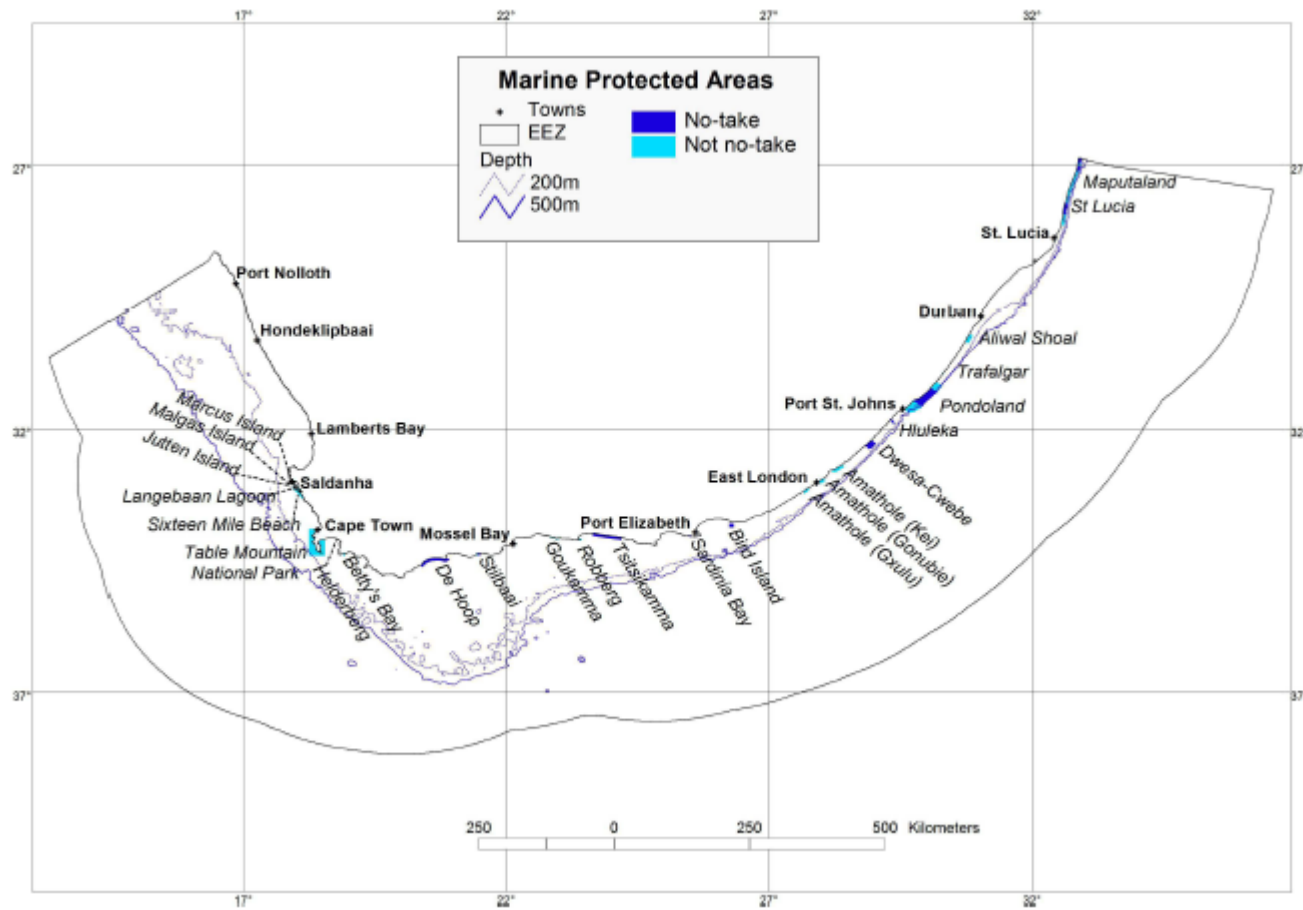 17°
22°
27°
32°
Marine Protected Areas
Towns
EEZ
Depth
200m
500m
No-take
Not no-take
27°
27
Maputaland
St Lucia
St. Lucia
Port Nolloth
Durban
Hondeklipbaai
Aliwal Shoal
Trafalgar
Marcus Island
Malgas Island
Jutten Island
Port St. Johns
Pondoland
32°
Lamberts Bay
Hluleka
32
Saldanha
East London
Dwesa-Cwebe
Langebaan Lagoon
Amathole (Kei)
Amathole (Gonubie)
Amathole (Gxulu)
Sixteen Mile Beach
Cape Town
Mossel Bay
Port Elizabeth
Table Mountain
National Park
Helderberg
Betty's Bay
De Hoop
Stilbaai
Goukamma
Robberg
Tsitsikamma
Sardinia Bay
Bird Island
37°
37
250
0
250
500 Kilometers
17°
22°
27°
32°